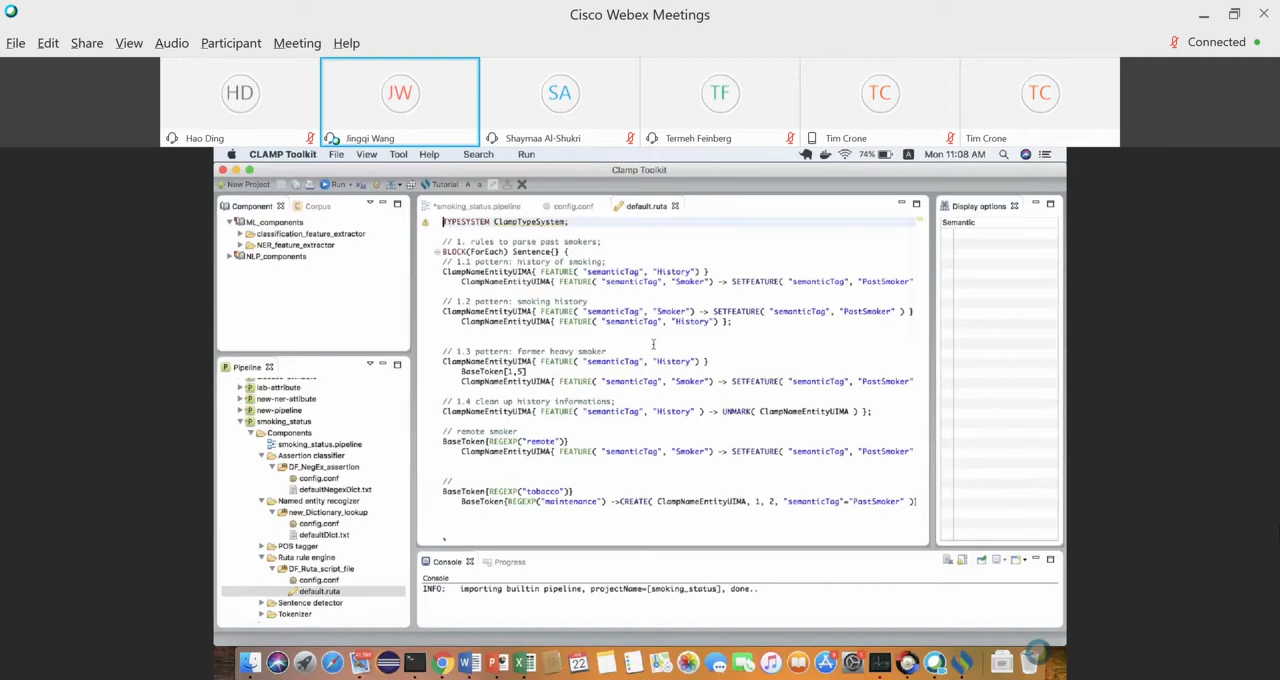 Cisco Webex Meetings
File Edit Share View Audio Participant Meeting Help
Connected
HD JW SA TF TC TC
Hao Ding Jingqi Wang Shaymaa Al-Shukri Termeh Feinberg Tim Crone Tim Crone
CLAMP Toolkit File View Tool Help Search Run 74% A Mon 11:08 AM
Clamp Toolkit
New Project Run Tutorial A a
Component Corpus
ML_components
classification_feature_extractor
NER_feature_extractor
NLP_components
*smoking_status.pipeline config.conf default.ruta
TYPESYSTEM ClampTypeSystem;
// 1. rules to parse past smokers;
BLOCK(ForEach) Sentence{} {
// 1.1 pattern: history of smoking;
ClampNameEntityUIMA{ FEATURE( "semanticTag", "History") }
ClampNameEntityUIMA{ FEATURE( "semanticTag", "Smoker") -> SETFEATURE( "semanticTag", "PastSmoker"
// 1.2 pattern: smoking history
ClampNameEntityUIMA{ FEATURE( "semanticTag", "Smoker") -> SETFEATURE( "semanticTag", "PastSmoker" ) }
ClampNameEntityUIMA{ FEATURE( "semanticTag", "History") };
// 1.3 pattern: former heavy smoker
ClampNameEntityUIMA{ FEATURE( "semanticTag", "History") }
BaseToken[1,5]
ClampNameEntityUIMA{ FEATURE( "semanticTag", "Smoker") -> SETFEATURE( "semanticTag", "PastSmoker"
// 1.4 clean up history informations;
ClampNameEntityUIMA{ FEATURE( "semanticTag", "History" ) -> UNMARK( ClampNameEntityUIMA ) };
// remote smoker
BaseToken{REGEXP("remote")}
ClampNameEntityUIMA{ FEATURE( "semanticTag", "Smoker") -> SETFEATURE( "semanticTag", "PastSmoker"
//
BaseToken{REGEXP("tobacco")}
BaseToken{REGEXP("maintenance") ->CREATE( ClampNameEntityUIMA, 1, 2, "semanticTag"="PastSmoker" )}
Display options
Semantic
Pipeline
lab-attribute
new-ner-attibute
new-pipeline
smoking_status
Components
smoking_status.pipeline
Assertion classifier
DF_NegEx_assertion
config.conf
defaultNegexDict.txt
Named entity recogizer
new_Dictionary_lookup
config.conf
defaultDict.txt
POS tagger
Ruta rule engine
DF_Ruta_script_file
config.conf
default.ruta
Sentence detector
Tokenizer
Console Progress
Console
INFO: importing builtin pipeline, projectName=[smoking_status], done..
22